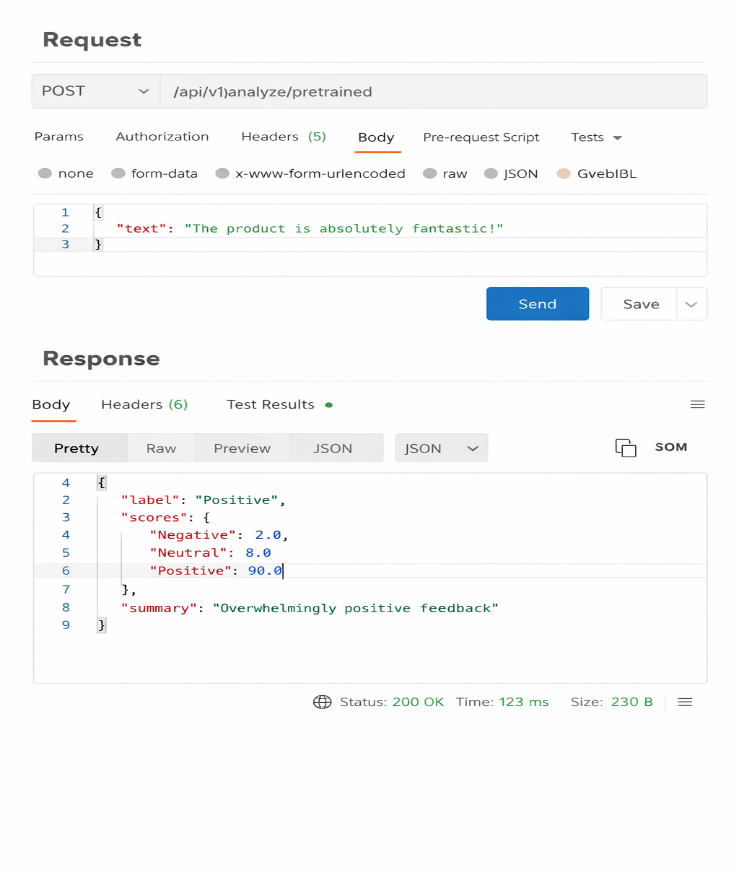 Request
POST /api/v1)analyze/pretrained
Params Authorization Headers (5) Body Pre-request Script Tests
none form-data x-www-form-urlencoded raw JSON GvebIBL
1 {
2 "text": "The product is absolutely fantastic!"
3 }
Send Save
Response
Body Headers (6) Test Results
Pretty Raw Preview JSON JSON SOM
4 {
2 "label": "Positive",
3 "scores": {
4 "Negative": 2.0,
5 "Neutral": 8.0
6 "Positive": 90.0
7 },
8 "summary": "Overwhelmingly positive feedback"
9 }
Status: 200 OK Time: 123 ms Size: 230 B